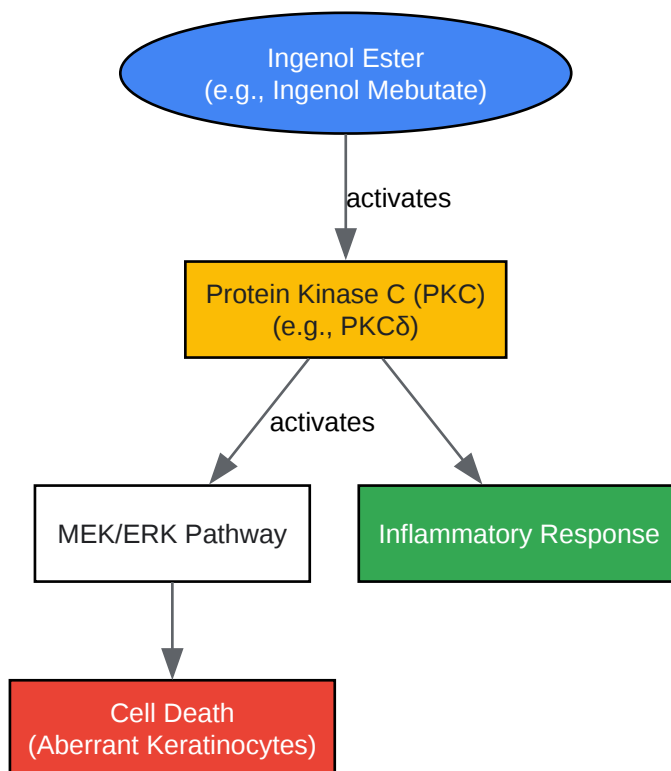 Ingenol Ester
(e.g., Ingenol Mebutate)
activates
Protein Kinase C (PKC)
(e.g., PKCδ)
activates
MEK/ERK Pathway
Inflammatory Response
Cell Death
(Aberrant Keratinocytes)